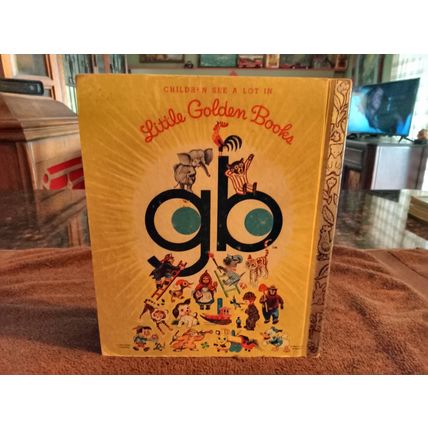 CHILDREN SEE A LOT IN
Little Golden Books
gb